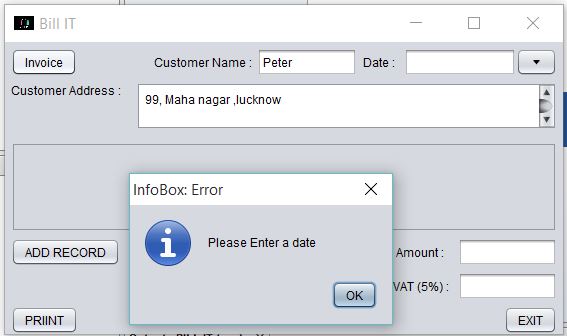 Bill IT
Invoice
Customer Name :
Peter
Date :
Customer Address :
99, Maha nagar ,lucknow
InfoBox: Error
Please Enter a date
OK
ADD RECORD
Amount :
VAT (5%) :
PRIINT
EXIT